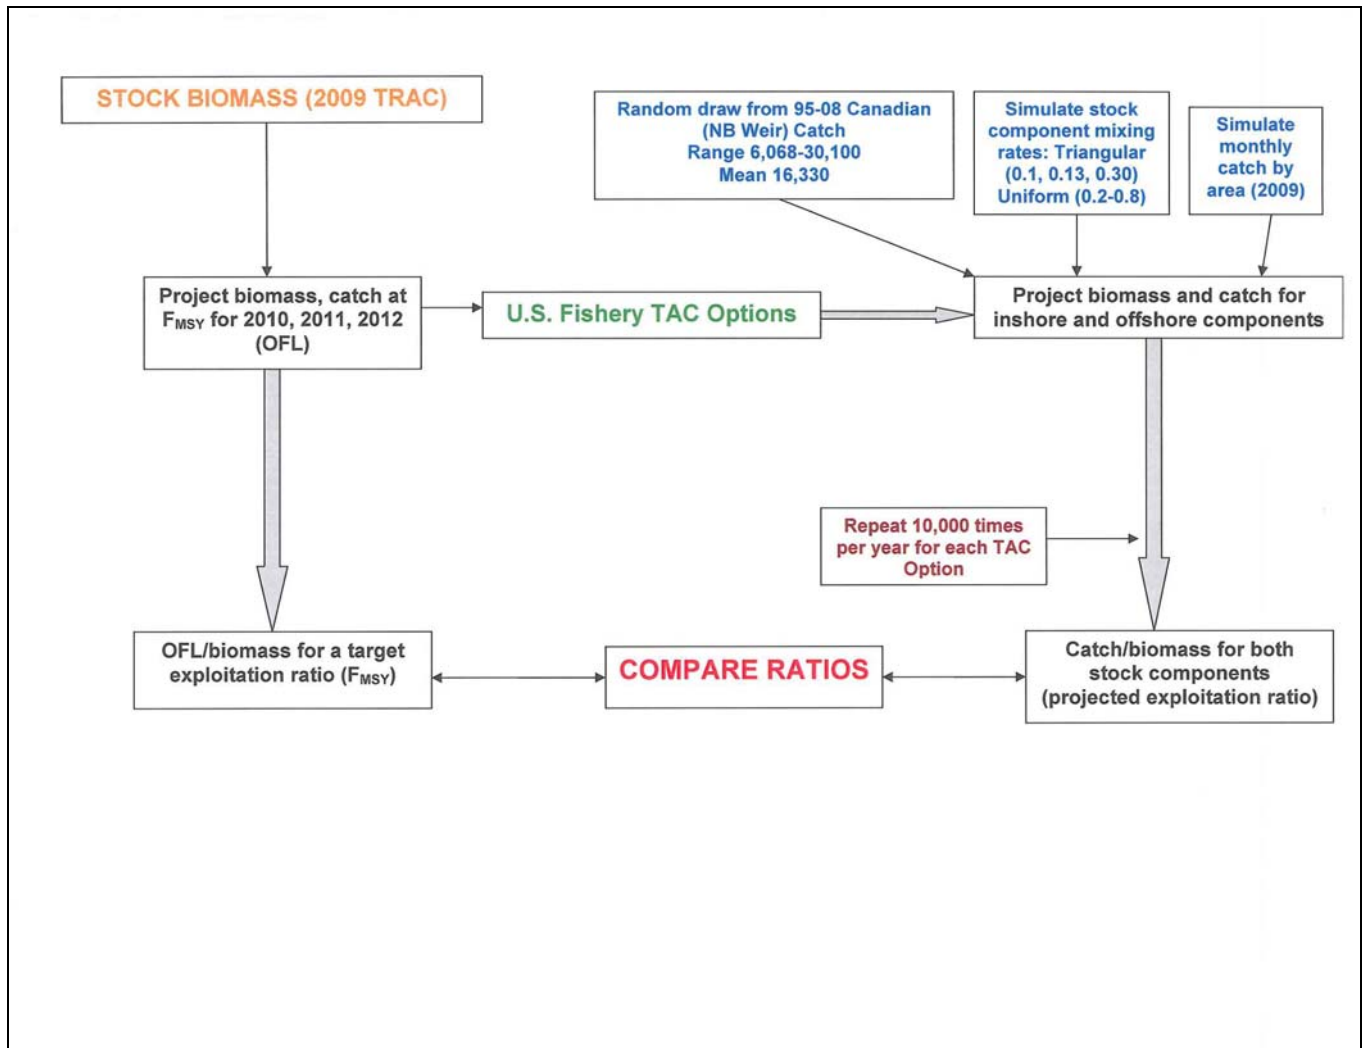 STOCK BIOMASS (2009 TRAC)
Random draw from 95-08 Canadian
(NB Weir) Catch
Range 6,068-30,100
Mean 16,330
Simulate stock
component mixing
rates: Triangular
(0.1, 0.13, 0.30)
Uniform (0.2-0.8)
Simulate
monthly
catch by
area (2009)
Project biomass, catch at
FMSY for 2010, 2011, 2012
(OFL)
U.S. Fishery TAC Options
Project biomass and catch for
inshore and offshore components
Repeat 10,000 times
per year for each TAC
Option
OFL/biomass for a target
exploitation ratio (FMSY)
COMPARE RATIOS
Catch/biomass for both
stock components
(projected exploitation ratio)